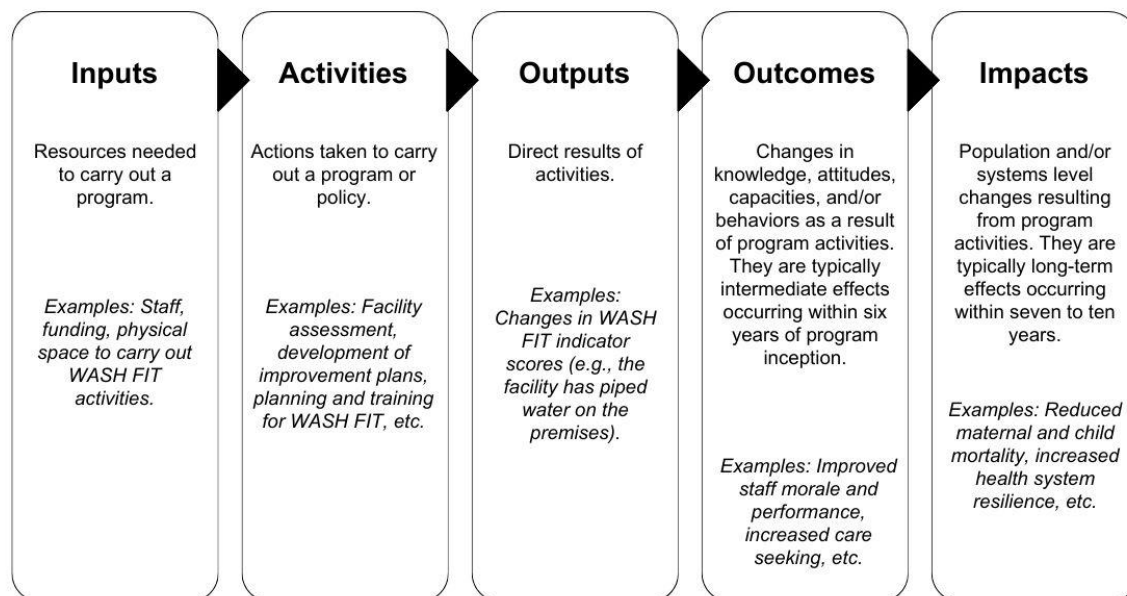 Inputs
Resources needed
to carry out a
program.
Examples: Staff,
funding, physical
space to carry out
WASH FIT
activities.
Activities
Actions taken to carry
out a program or
policy.
Examples: Facility
assessment,
development of
improvement plans,
planning and training
for WASH FIT, etc.
Outputs
Direct results of
activities.
Examples:
Changes in WASH
FIT indicator
scores (e.g., the
facility has piped
water on the
premises).
Outcomes
Changes in
knowledge, attitudes,
capacities, and/or
behaviors as a result
of program activities.
They are typically
intermediate effects
occurring within six
years of program
inception.
Examples: Improved
staff morale and
performance,
increased care
seeking, etc.
Impacts
Population and/or
systems level
changes resulting
from program
activities. They are
typically long-term
effects occurring
within seven to ten
years.
Examples: Reduced
maternal and child
mortality, increased
health system
resilience, etc.